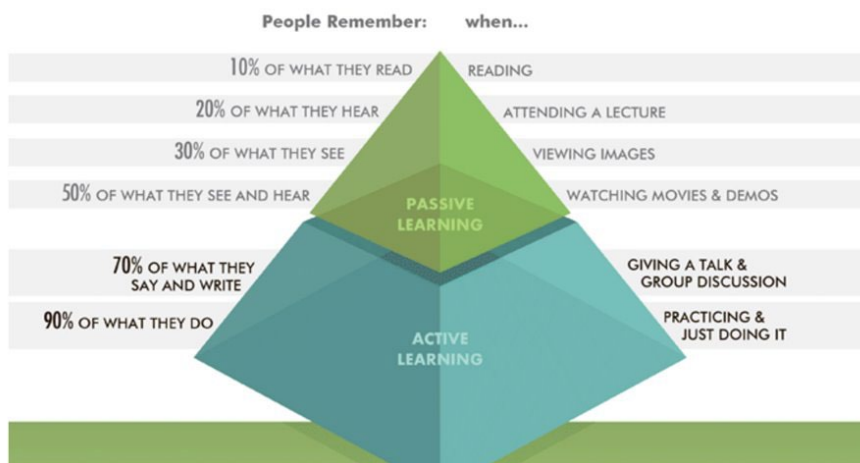 People Remember: when...
10% OF WHAT THEY READ READING
20% OF WHAT THEY HEAR ATTENDING A LECTURE
30% OF WHAT THEY SEE VIEWING IMAGES
50% OF WHAT THEY SEE AND HEAR WATCHING MOVIES & DEMOS
PASSIVE
LEARNING
70% OF WHAT THEY
SAY AND WRITE
GIVING A TALK &
GROUP DISCUSSION
90% OF WHAT THEY DO
PRACTICING &
JUST DOING IT
ACTIVE
LEARNING